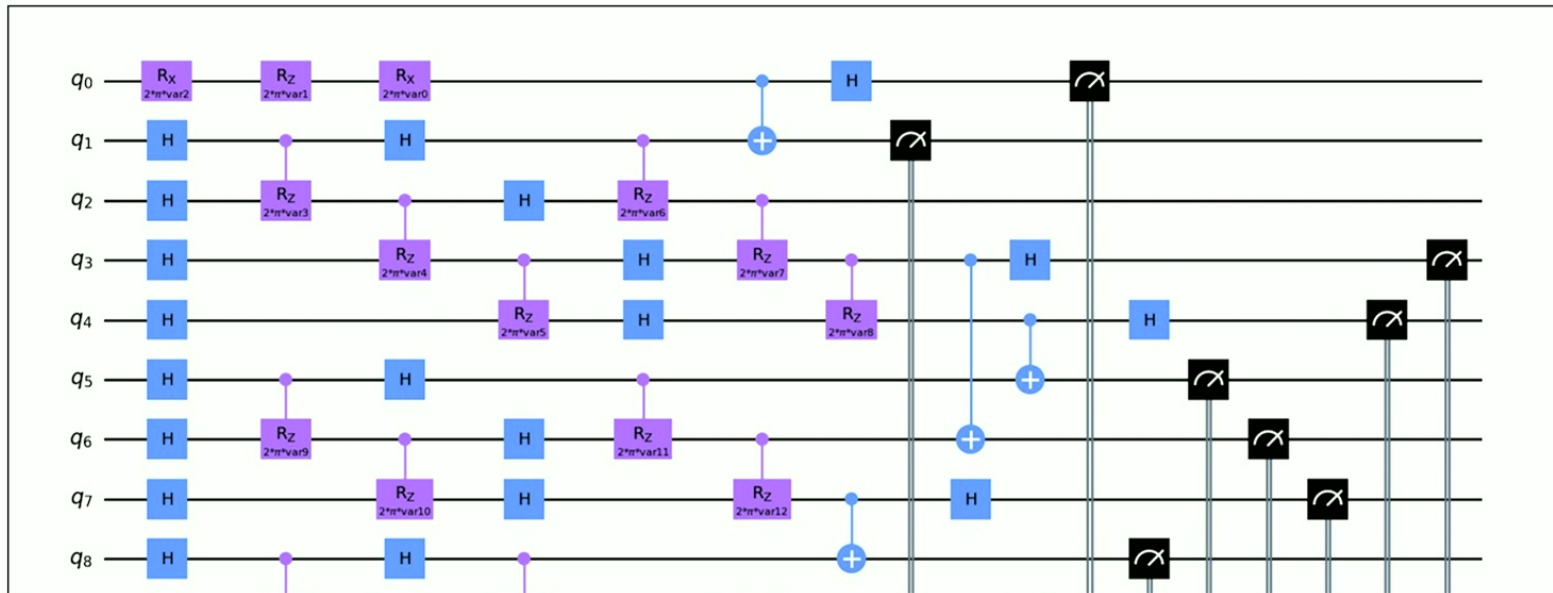 q0 RX 2*π*var2 RZ 2*π*var1 RX 2*π*var0 H
q1 H H
q2 H RZ 2*π*var3 H RZ 2*π*var6
q3 H RZ 2*π*var4 H RZ 2*π*var7 H
q4 H RZ 2*π*var5 H RZ 2*π*var8 H
q5 H H
q6 H RZ 2*π*var9 H RZ 2*π*var11
q7 H RZ 2*π*var10 H RZ 2*π*var12 H
q8 H H